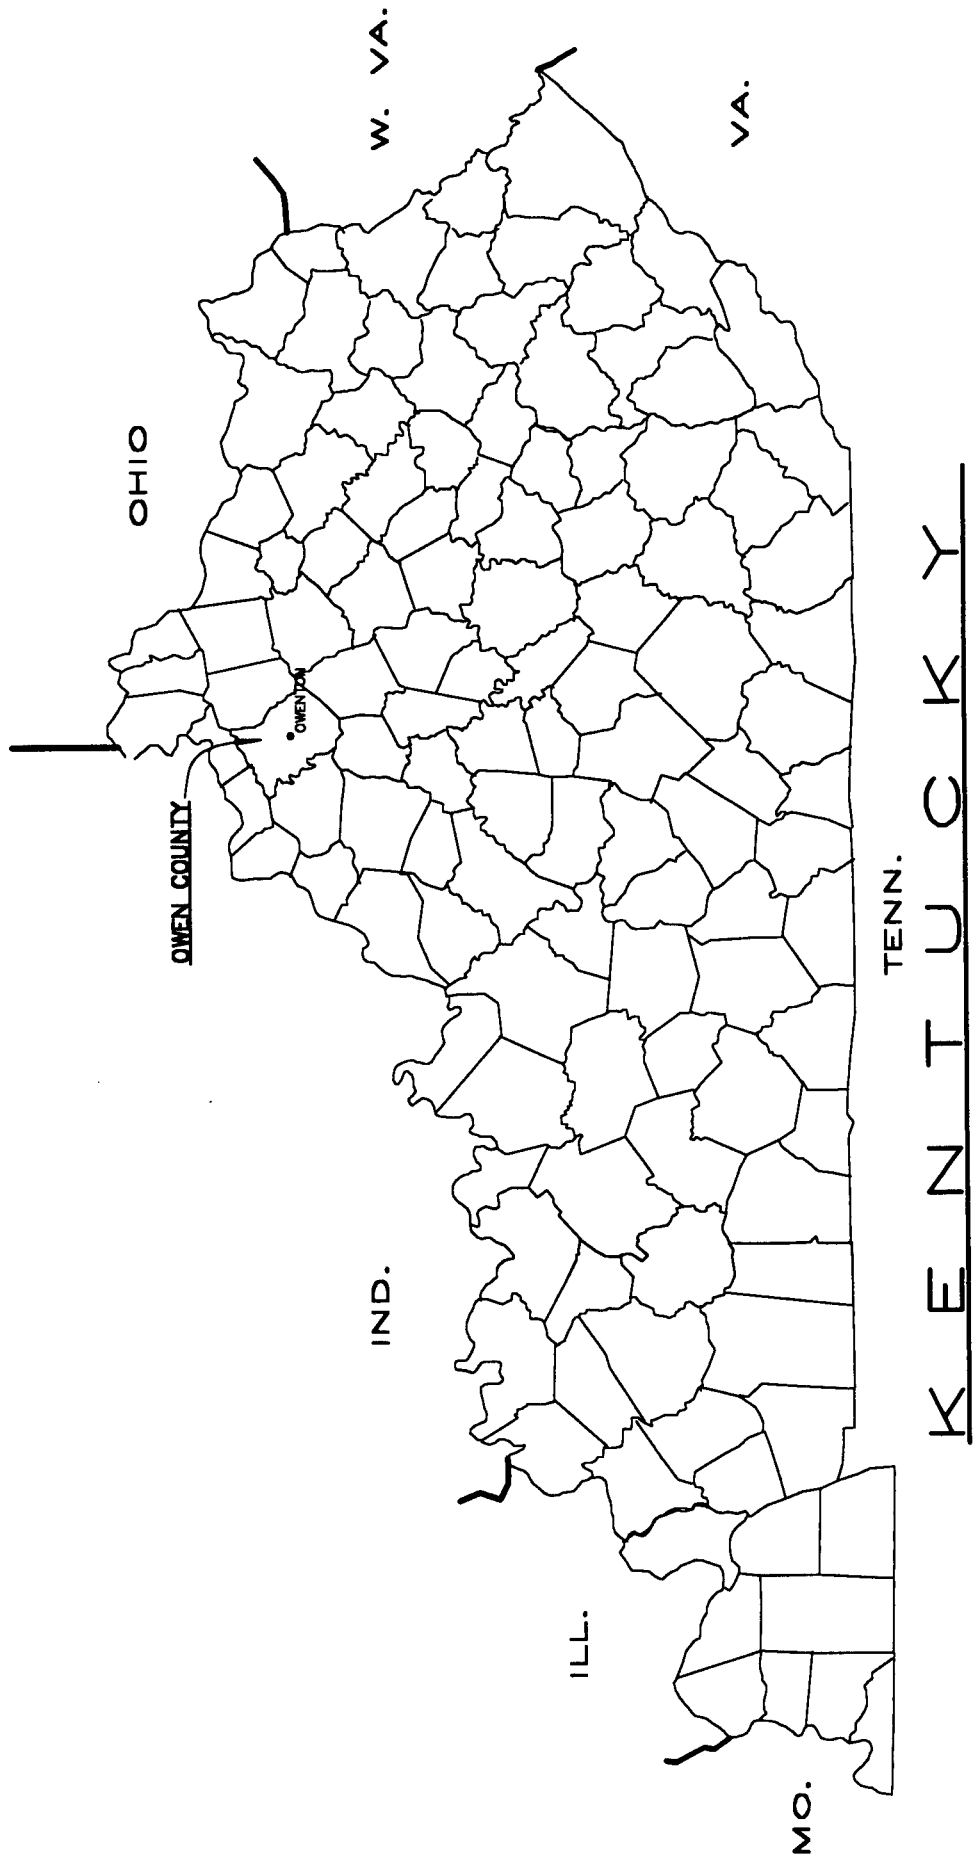 OHIO
W. VA.
VA.
OWENTON
OWEN COUNTY
IND.
TENN.
ILL.
MO.
KENTUCKY